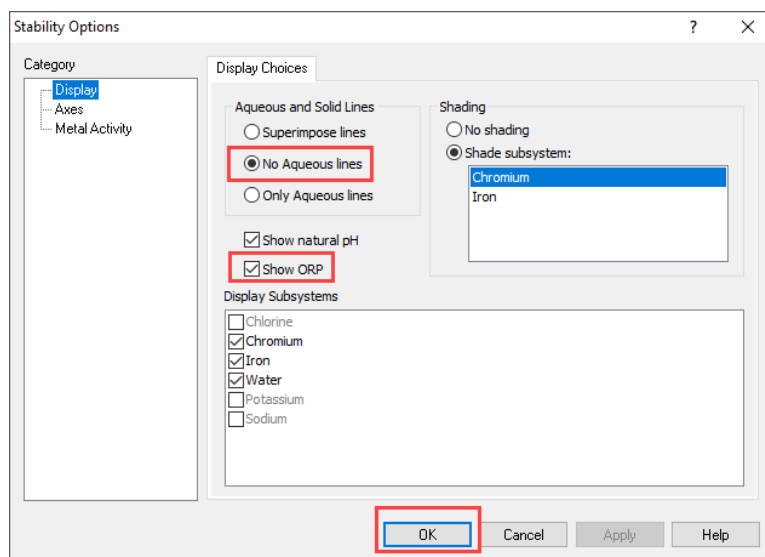 Stability Options
?
Category
Display
Axes
Metal Activity
Display Choices
Aqueous and Solid Lines
Superimpose lines
No Aqueous lines
Only Aqueous lines
Show natural pH
Show ORP
Shading
No shading
Shade subsystem:
Chromium
Iron
Display Subsystems
Chlorine
Chromium
Iron
Water
Potassium
Sodium
OK
Cancel
Apply
Help